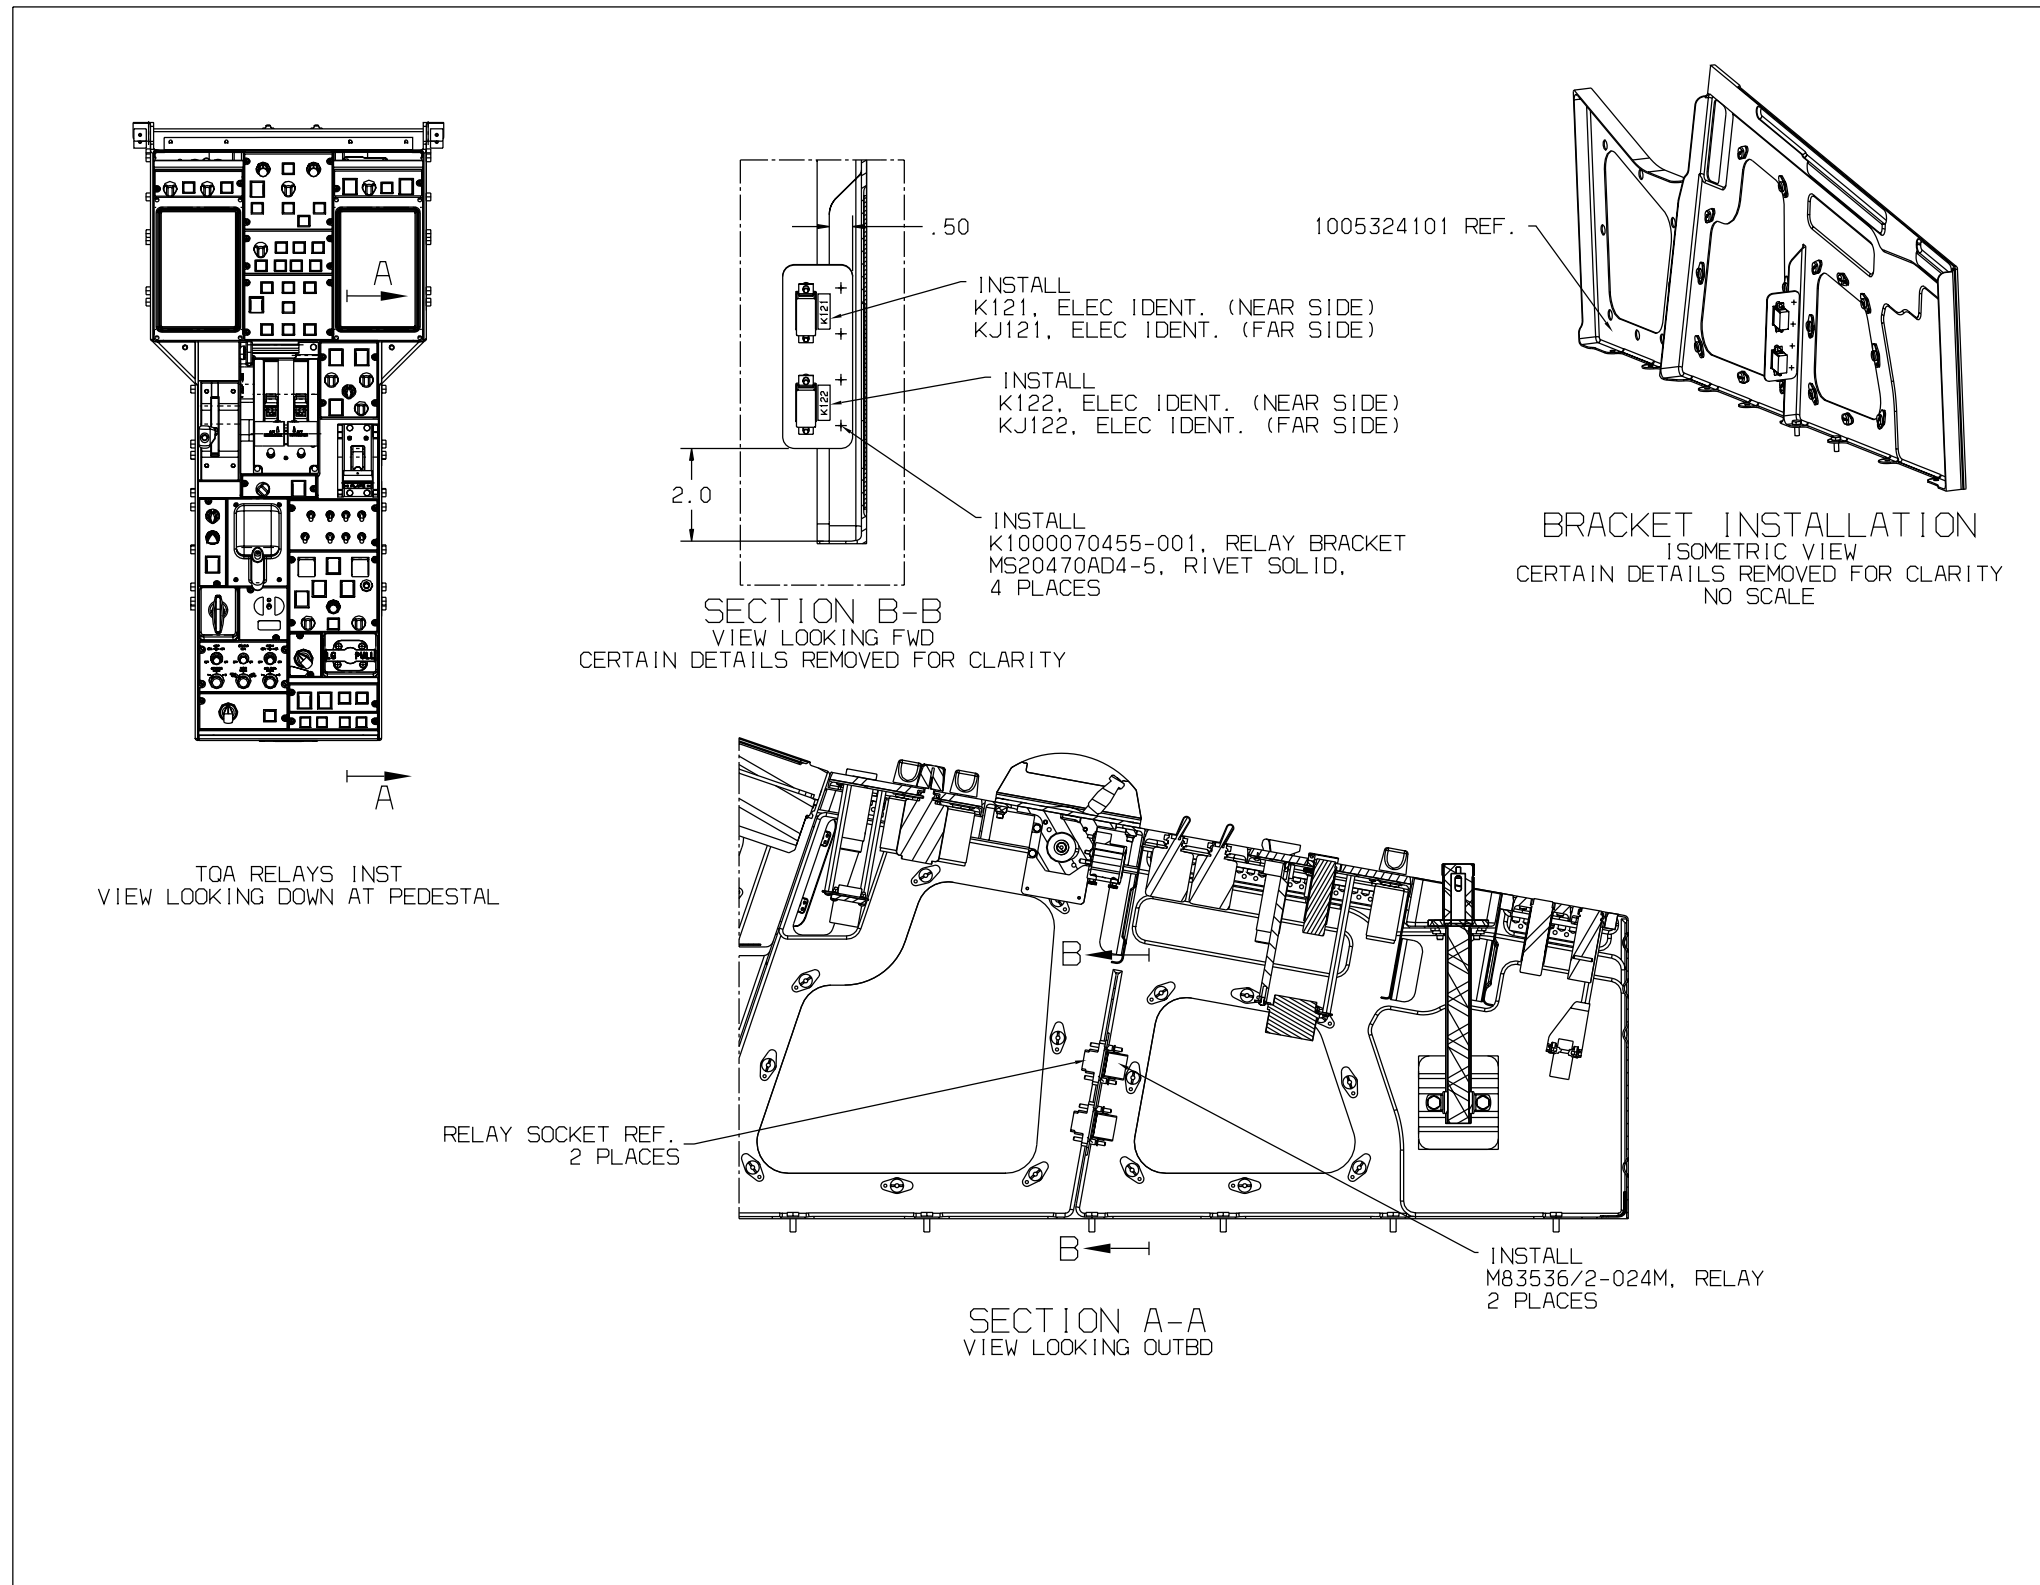 A
A
TQA RELAYS INST
VIEW LOOKING DOWN AT PEDESTAL
.50
K121
INSTALL
K121, ELEC IDENT. (NEAR SIDE)
KJ121, ELEC IDENT. (FAR SIDE)
K122
INSTALL
K122, ELEC IDENT. (NEAR SIDE)
KJ122, ELEC IDENT. (FAR SIDE)
2.0
INSTALL
K1000070455-001, RELAY BRACKET
MS20470AD4-5, RIVET SOLID,
4 PLACES
SECTION B-B
VIEW LOOKING FWD
CERTAIN DETAILS REMOVED FOR CLARITY
1005324101 REF.
BRACKET INSTALLATION
ISOMETRIC VIEW
CERTAIN DETAILS REMOVED FOR CLARITY
NO SCALE
B
RELAY SOCKET REF.
2 PLACES
B
INSTALL
M83536/2-024M, RELAY
2 PLACES
SECTION A-A
VIEW LOOKING OUTBD